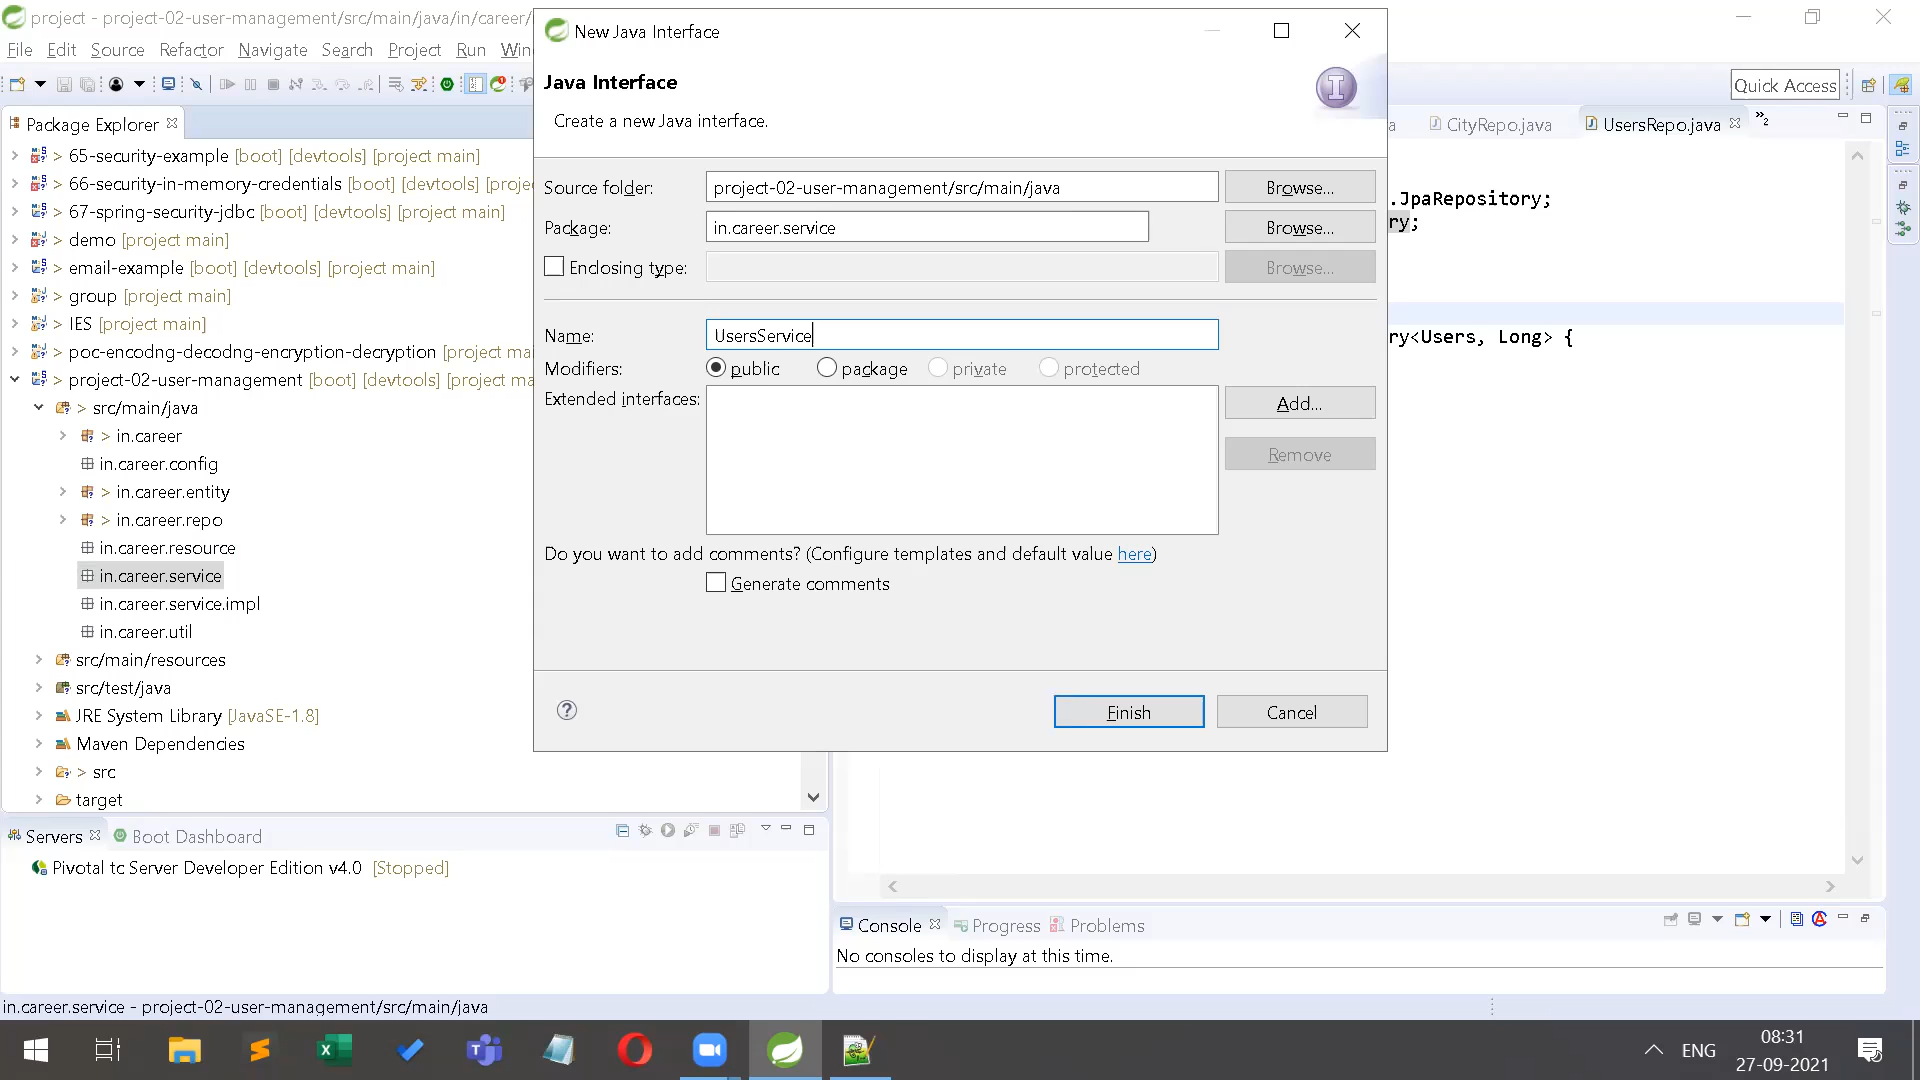 project - project-02-user-management/src/main/java/in/career/
File Edit Source Refactor Navigate Search Project Run Win
Quick Access
Package Explorer
> 65-security-example [boot] [devtools] [project main]
> 66-security-in-memory-credentials [boot] [devtools] [proje
> 67-spring-security-jdbc [boot] [devtools] [project main]
> demo [project main]
> email-example [boot] [devtools] [project main]
> group [project main]
> IES [project main]
> poc-encodng-decodng-encryption-decryption [project mai
> project-02-user-management [boot] [devtools] [project ma
> src/main/java
> in.career
in.career.config
> in.career.entity
> in.career.repo
in.career.resource
in.career.service
in.career.service.impl
in.career.util
src/main/resources
src/test/java
JRE System Library [JavaSE-1.8]
Maven Dependencies
> src
target
Servers
Boot Dashboard
Pivotal tc Server Developer Edition v4.0 [Stopped]
New Java Interface
Java Interface
Create a new Java interface.
Source folder: project-02-user-management/src/main/java Browse...
Package: in.career.service Browse...
Enclosing type: Browse...
Name: UsersService
Modifiers: public package private protected
Extended interfaces: Add...
Remove
Do you want to add comments? (Configure templates and default value here)
Generate comments
Finish Cancel
a CityRepo.java UsersRepo.java »2
.JpaRepository;
ry;
ry<Users, Long> {
Console Progress Problems
No consoles to display at this time.
in.career.service - project-02-user-management/src/main/java
ENG
08:31
27-09-2021